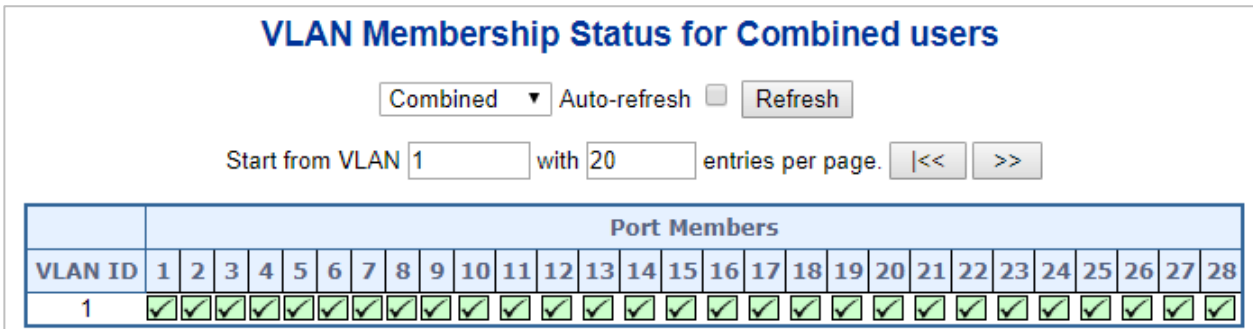 VLAN Membership Status for Combined users
Combined Auto-refresh Refresh
Start from VLAN 1 with 20 entries per page. |<< >>
Port Members
VLAN ID 1 2 3 4 5 6 7 8 9 10 11 12 13 14 15 16 17 18 19 20 21 22 23 24 25 26 27 28
1